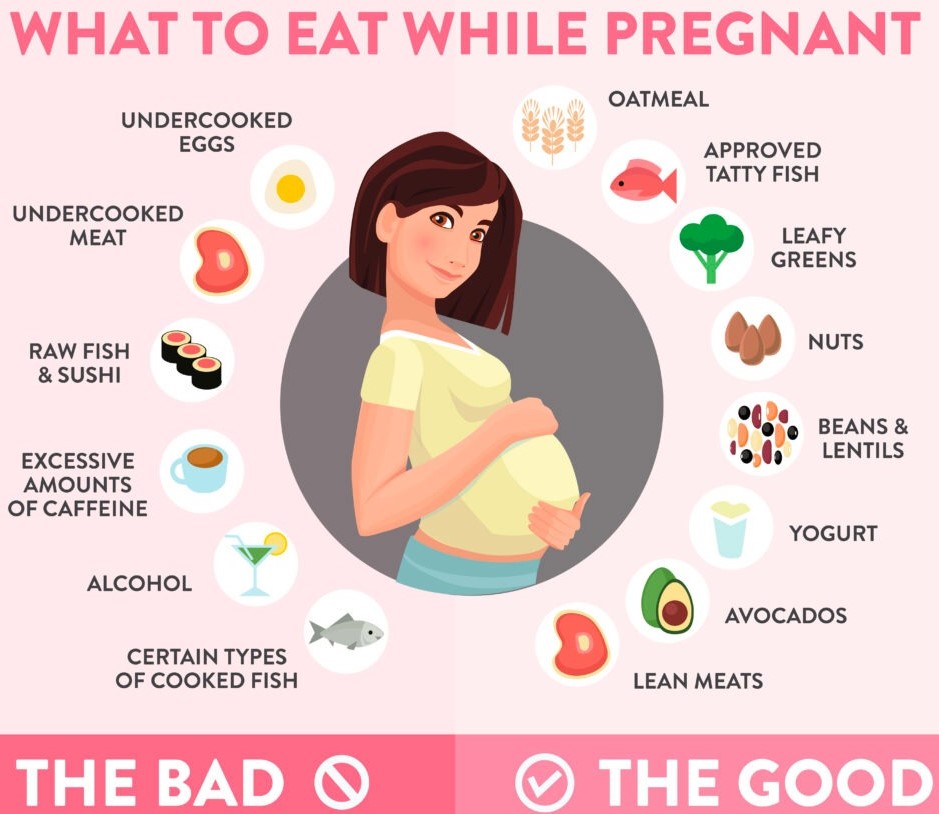 WHAT TO EAT WHILE PREGNANT
UNDERCOOKED
EGGS
UNDERCOOKED
MEAT
RAW FISH
& SUSHI
EXCESSIVE
AMOUNTS
OF CAFFEINE
ALCOHOL
CERTAIN TYPES
OF COOKED FISH
OATMEAL
APPROVED
TATTY FISH
LEAFY
GREENS
NUTS
BEANS &
LENTILS
YOGURT
AVOCADOS
LEAN MEATS
THE BAD
THE GOOD